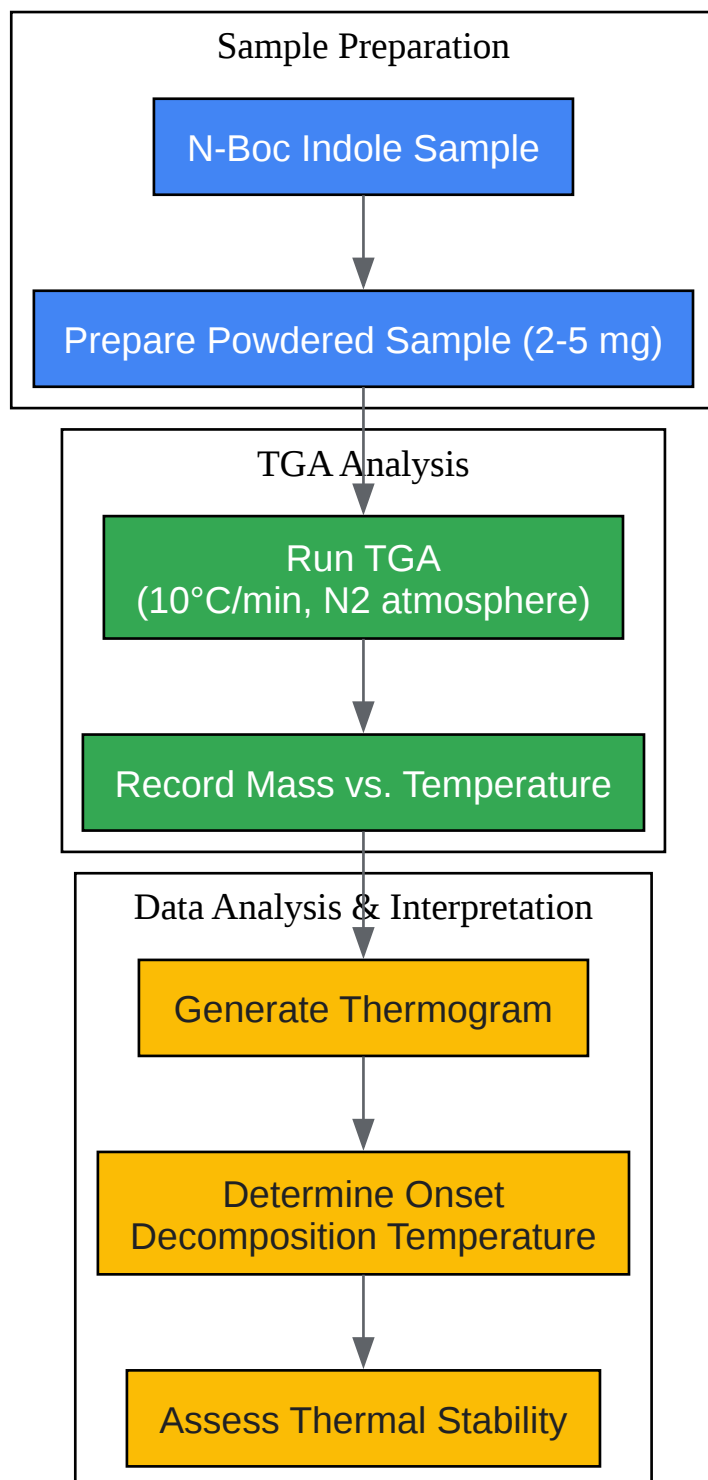 Sample Preparation
N-Boc Indole Sample
Prepare Powdered Sample (2-5 mg)
TGA Analysis
Run TGA
(10°C/min, N2 atmosphere)
Record Mass vs. Temperature
Data Analysis & Interpretation
Generate Thermogram
Determine Onset
Decomposition Temperature
Assess Thermal Stability